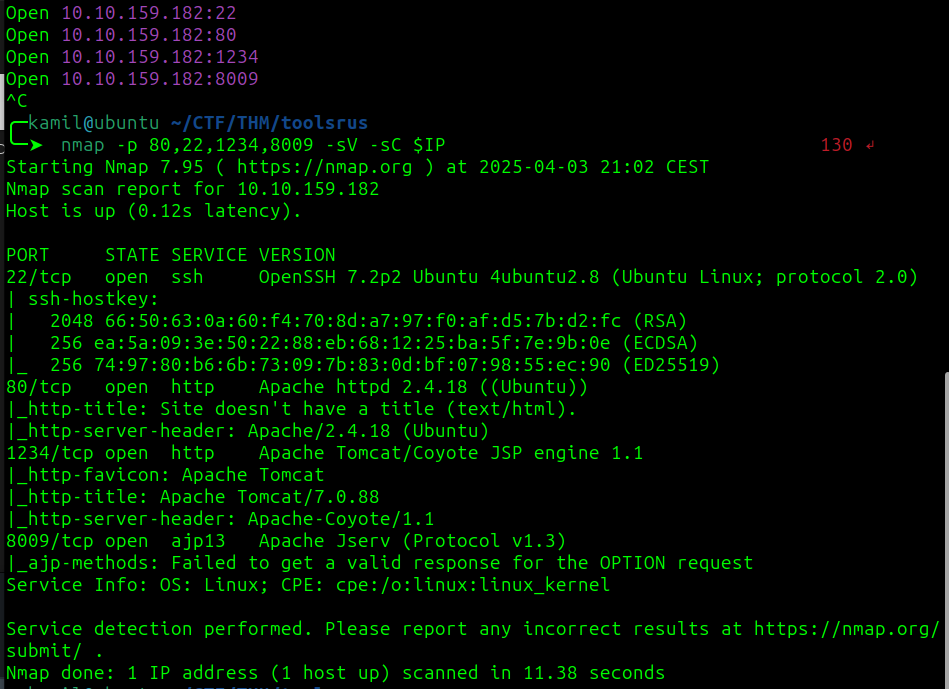 Open 10.10.159.182:22
Open 10.10.159.182:80
Open 10.10.159.182:1234
Open 10.10.159.182:8009
^C
kamil@ubuntu ~/CTF/THM/toolsrus
nmap -p 80,22,1234,8009 -sV -sC $IP 130 ↲
Starting Nmap 7.95 ( https://nmap.org ) at 2025-04-03 21:02 CEST
Nmap scan report for 10.10.159.182
Host is up (0.12s latency).
PORT     STATE SERVICE VERSION
22/tcp   open  ssh     OpenSSH 7.2p2 Ubuntu 4ubuntu2.8 (Ubuntu Linux; protocol 2.0)
| ssh-hostkey:
|   2048 66:50:63:0a:60:f4:70:8d:a7:97:f0:af:d5:7b:d2:fc (RSA)
|   256 ea:5a:09:3e:50:22:88:eb:68:12:25:ba:5f:7e:9b:0e (ECDSA)
|_  256 74:97:80:b6:6b:73:09:7b:83:0d:bf:07:98:55:ec:90 (ED25519)
80/tcp   open  http    Apache httpd 2.4.18 ((Ubuntu))
|_http-title: Site doesn't have a title (text/html).
|_http-server-header: Apache/2.4.18 (Ubuntu)
1234/tcp open  http    Apache Tomcat/Coyote JSP engine 1.1
|_http-favicon: Apache Tomcat
|_http-title: Apache Tomcat/7.0.88
|_http-server-header: Apache-Coyote/1.1
8009/tcp open  ajp13   Apache Jserv (Protocol v1.3)
|_ajp-methods: Failed to get a valid response for the OPTION request
Service Info: OS: Linux; CPE: cpe:/o:linux:linux_kernel
Service detection performed. Please report any incorrect results at https://nmap.org/
submit/ .
Nmap done: 1 IP address (1 host up) scanned in 11.38 seconds